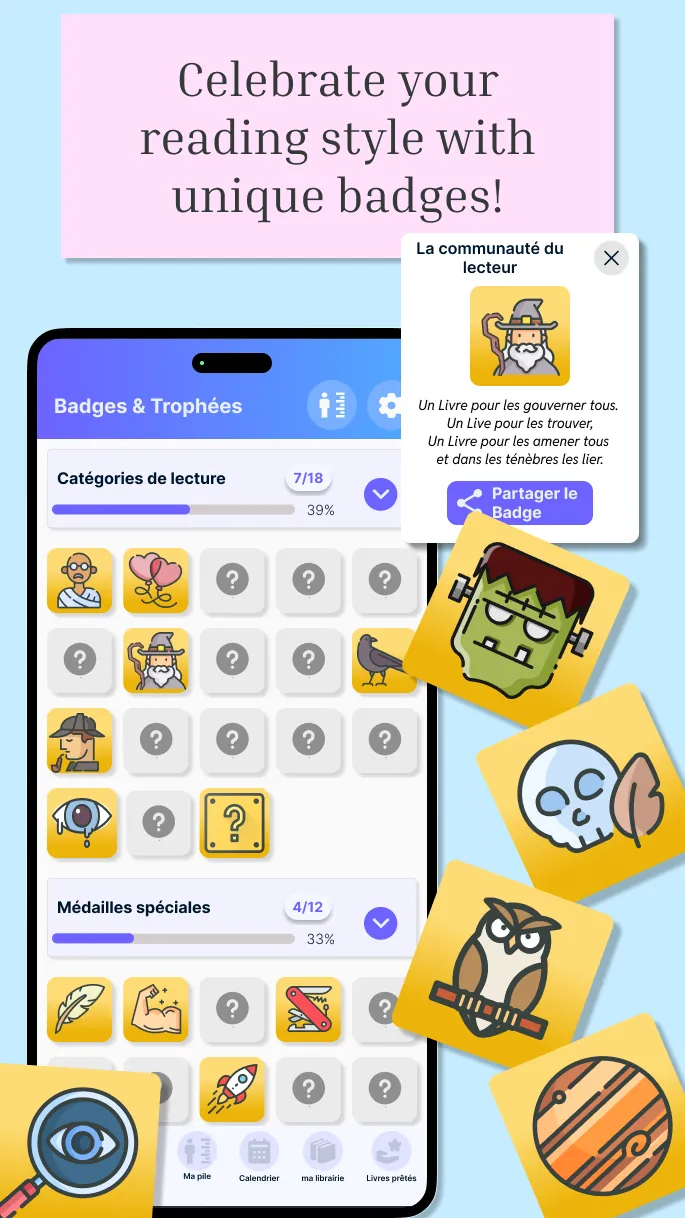 Celebrate your
reading style with
unique badges!
La communauté du
lecteur
Un Livre pour les gouverner tous.
Un Live pour les trouver,
Un Livre pour les amener tous
et dans les ténèbres les lier.
Partager le
Badge
Badges & Trophées
Catégories de lecture
7/18
39%
?
?
?
?
?
?
?
?
?
?
?
?
?
Médailles spéciales
4/12
33%
?
?
?
?
Ma pile
Calendrier
ma librairie
Livres prêtés